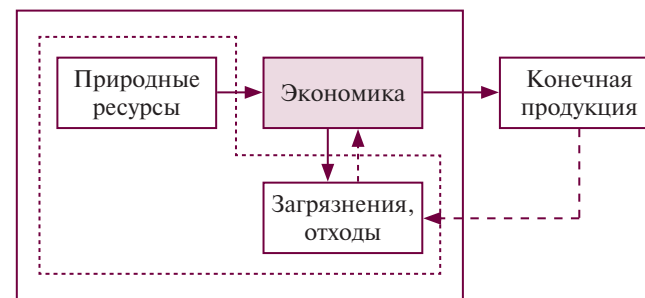 Природные
ресурсы
Экономика
Конечная
продукция
Загрязнения,
отходы